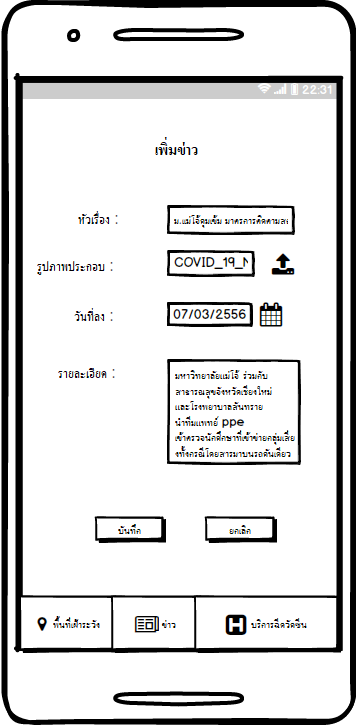 22:31
เพิ่มข่าว
หัวเรื่อง : ม.แม่โจ้คุมเข้ม มาตรการติดตามสถ
รูปภาพประกอบ : COVID_19_N
วันที่ลง : 07/03/2556
รายละเอียด : มหาวิทยาลัยแม่โจ้ ร่วมกับ
สาธารณสุขจังหวัดเชียงใหม่
และโรงพยาบาลสันทราย
นำทีมแพทย์ ppe
เข้าตรวจนักศึกษาที่เข้าข่ายกลุ่มเสี่ย
งทั้งกรณีโดยสารมาบนรถคันเดียว
บันทึก ยกเลิก
พื้นที่เฝ้าระวัง ข่าว H บริการฉีดวัคซีน